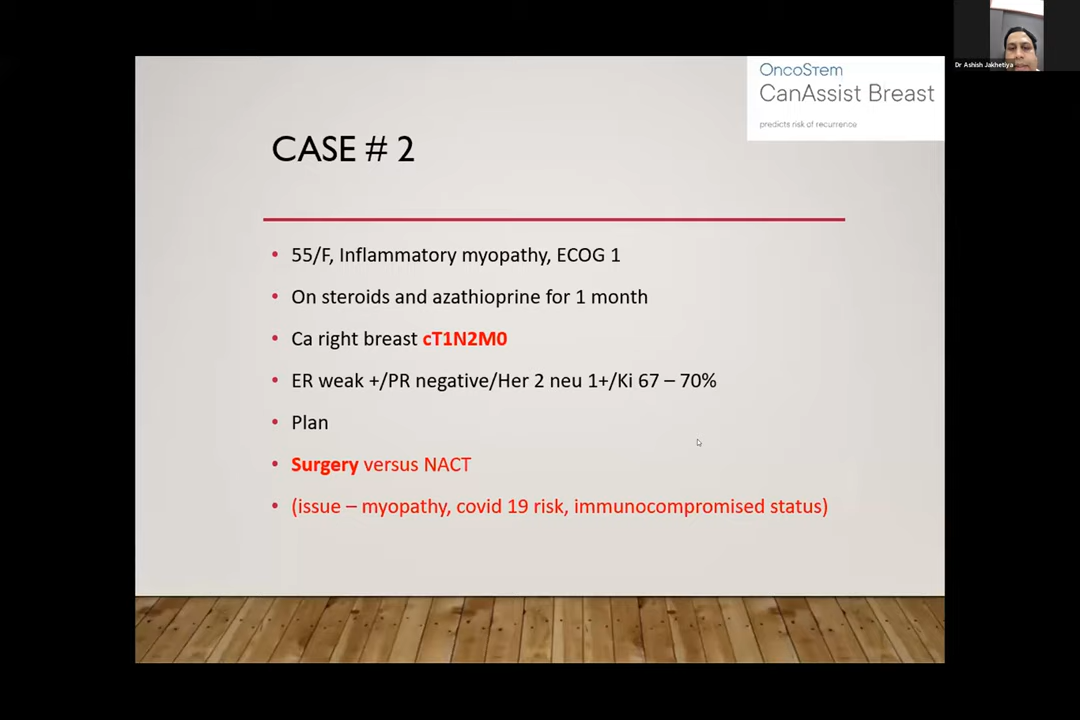 Dr Ashish Jakhetiya
OncoSTem
CanAssist Breast
predicts risk of recurrence
CASE # 2
• 55/F, Inflammatory myopathy, ECOG 1
• On steroids and azathioprine for 1 month
• Ca right breast cT1N2M0
• ER weak +/PR negative/Her 2 neu 1+/Ki 67 – 70%
• Plan
• Surgery versus NACT
• (issue – myopathy, covid 19 risk, immunocompromised status)